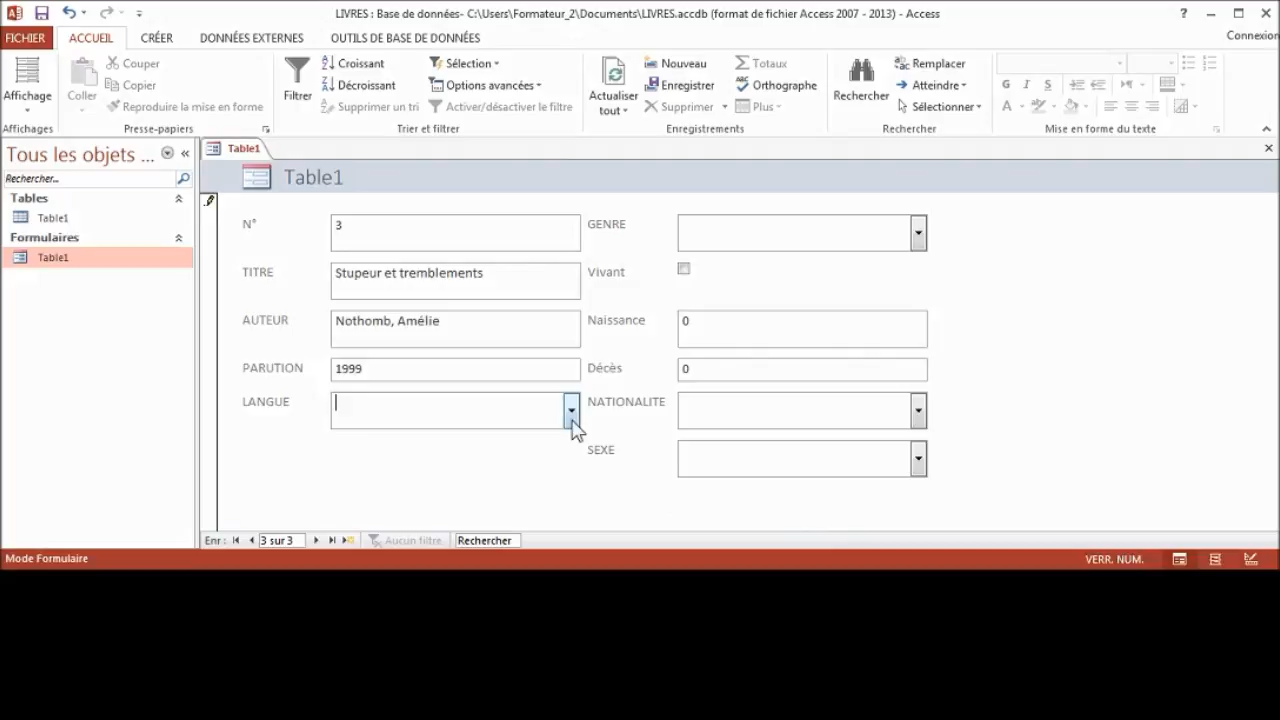 LIVRES : Base de données- C:\Users\Formateur_2\Documents\LIVRES.accdb (format de fichier Access 2007 - 2013) - Access
FICHIER ACCUEIL CRÉER DONNÉES EXTERNES OUTILS DE BASE DE DONNÉES Connexion
Affichage
Affichages
Coller
Couper
Copier
Reproduire la mise en forme
Presse-papiers
Filtrer
Croissant
Décroissant
Supprimer un tri
Sélection
Options avancées
Activer/désactiver le filtre
Trier et filtrer
Actualiser
tout
Nouveau
Enregistrer
Supprimer
Totaux
Orthographe
Plus
Enregistrements
Rechercher
Remplacer
Atteindre
Sélectionner
Rechercher
G I S
A
Mise en forme du texte
Tous les objets ...
Rechercher...
Tables
Table1
Formulaires
Table1
Table1
Table1
N° 3
TITRE Stupeur et tremblements
AUTEUR Nothomb, Amélie
PARUTION 1999
LANGUE
GENRE
Vivant
Naissance 0
Décès 0
NATIONALITE
SEXE
Enr : 3 sur 3 Aucun filtre Rechercher
Mode Formulaire VERR. NUM.